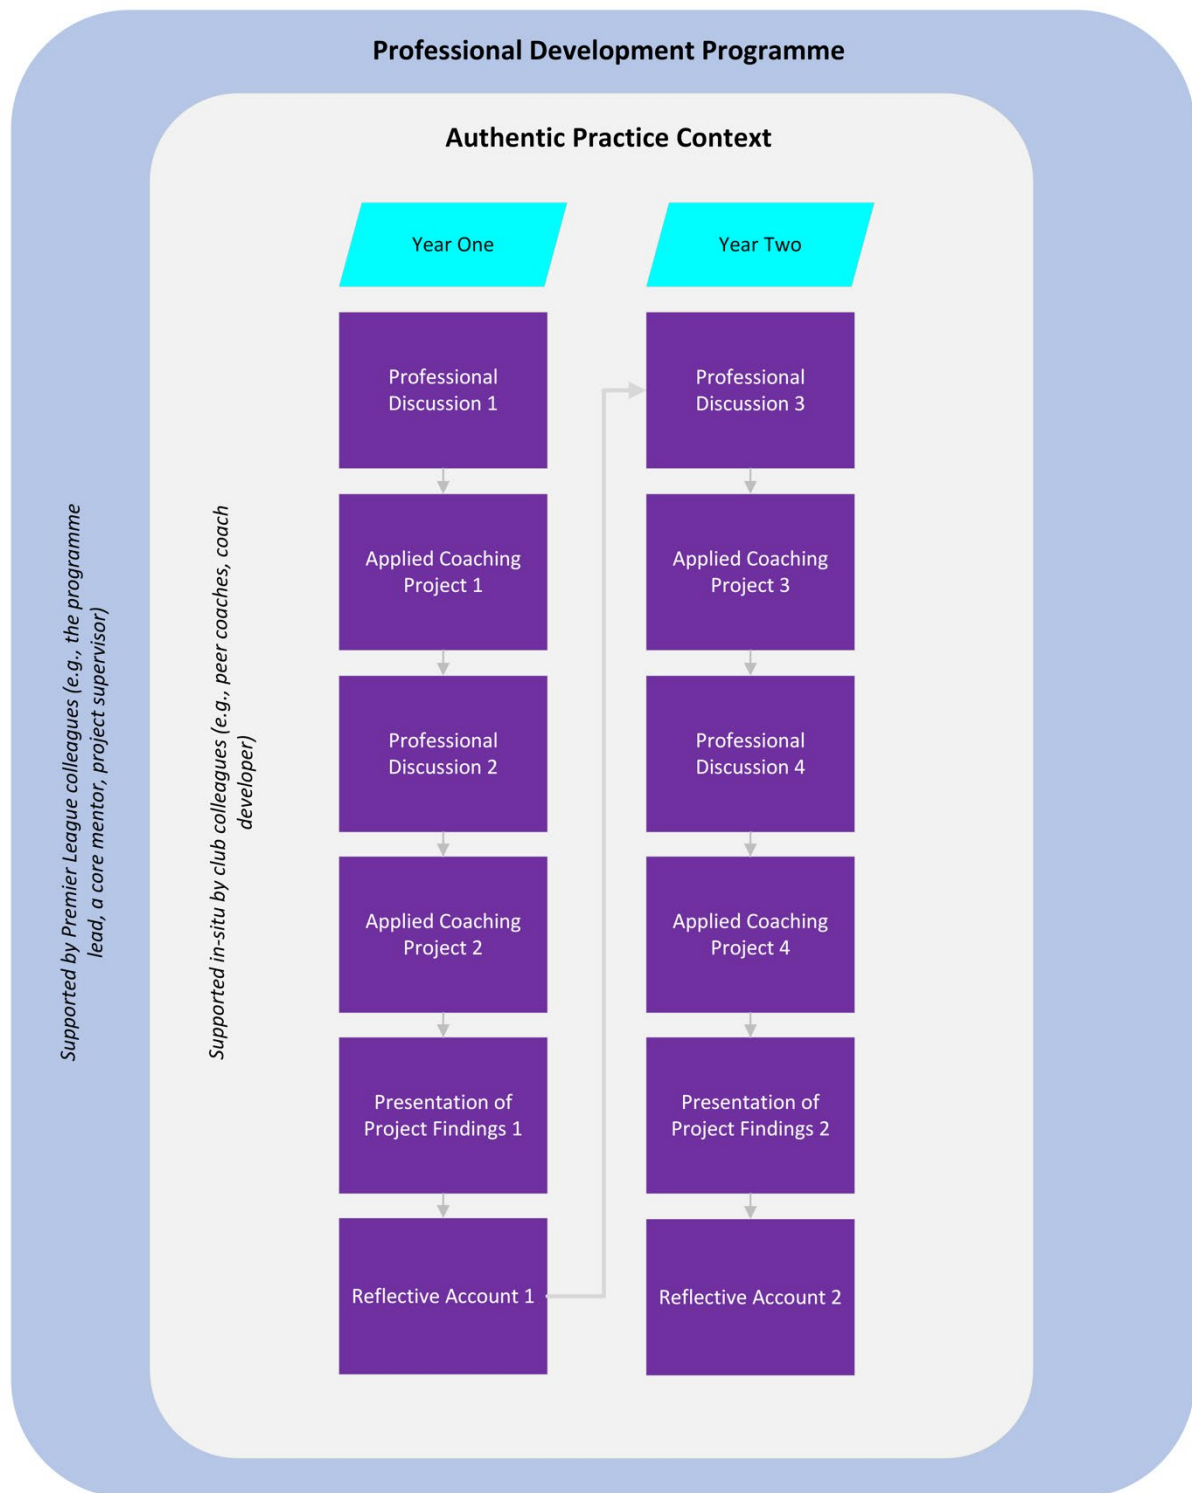 Professional Development Programme
Authentic Practice Context
Supported by Premier League colleagues (e.g., the programme
lead, a core mentor, project supervisor)
Supported in-situ by club colleagues (e.g., peer coaches, coach
developer)
Year One
Professional
Discussion 1
Applied Coaching
Project 1
Professional
Discussion 2
Applied Coaching
Project 2
Presentation of
Project Findings 1
Reflective Account 1
Year Two
Professional
Discussion 3
Applied Coaching
Project 3
Professional
Discussion 4
Applied Coaching
Project 4
Presentation of
Project Findings 2
Reflective Account 2